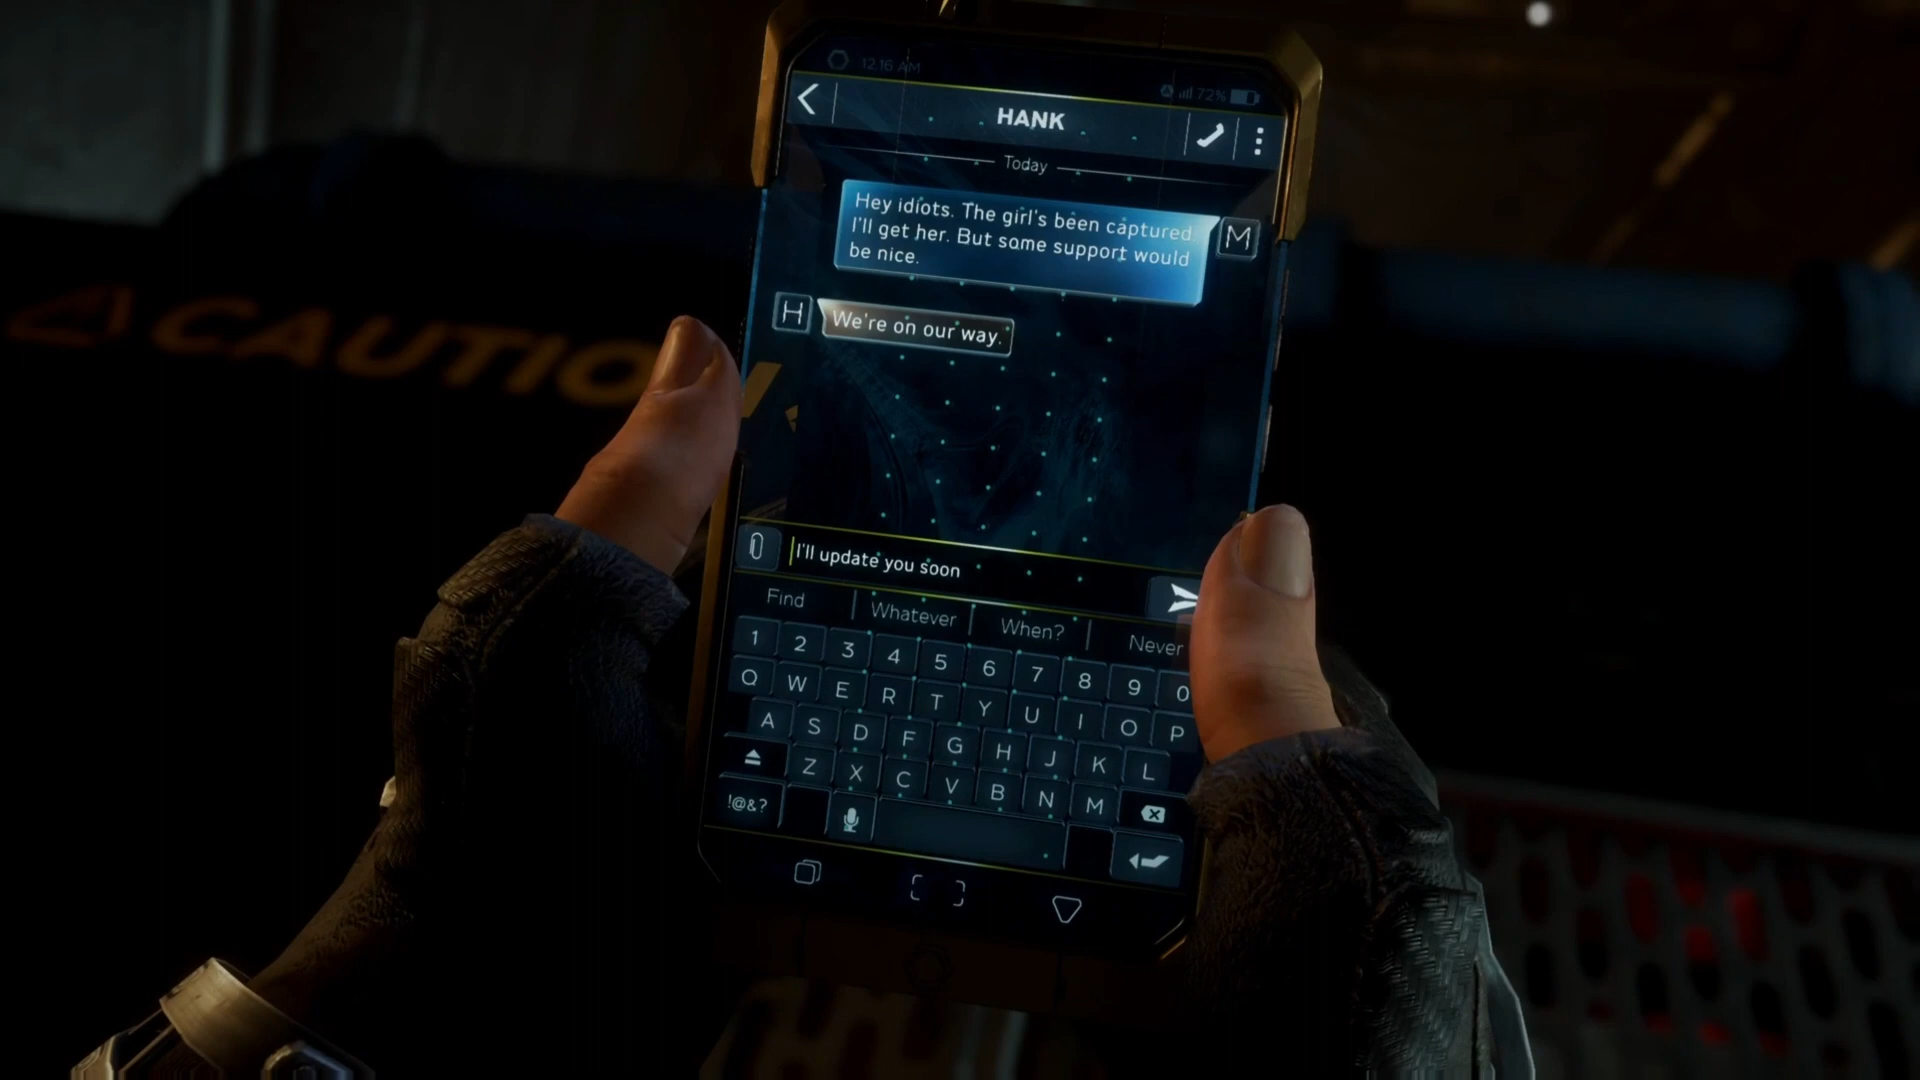 12.16 AM
72%
HANK
Today
Hey idiots. The girl's been captured.
I'll get her. But some support would
be nice.
M
H
We're on our way.
I'll update you soon
Find Whatever When? Never
1 2 3 4 5 6 7 8 9 0
Q W E R T Y U I O P
A S D F G H J K L
Z X C V B N M
!@&?
CAUTIO